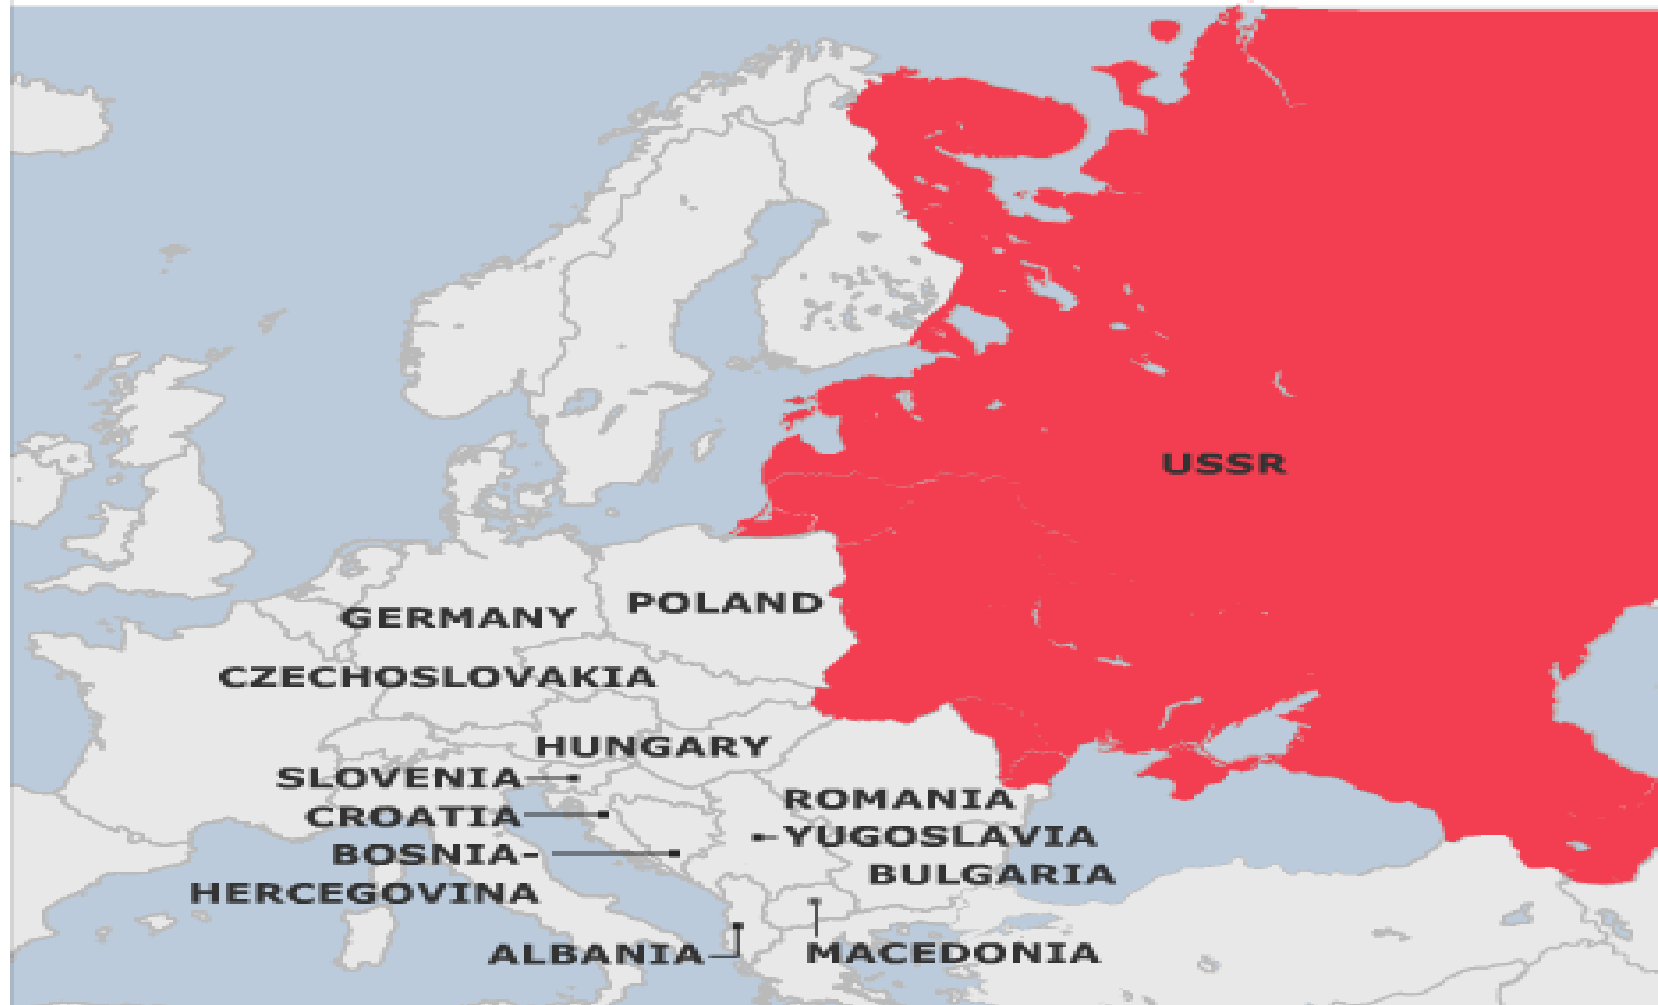 USSR
POLAND
GERMANY
CZECHOSLOVAKIA
HUNGARY
SLOVENIA
ROMANIA
CROATIA
YUGOSLAVIA
BOSNIA-
HERCEGOVINA
BULGARIA
ALBANIA
MACEDONIA